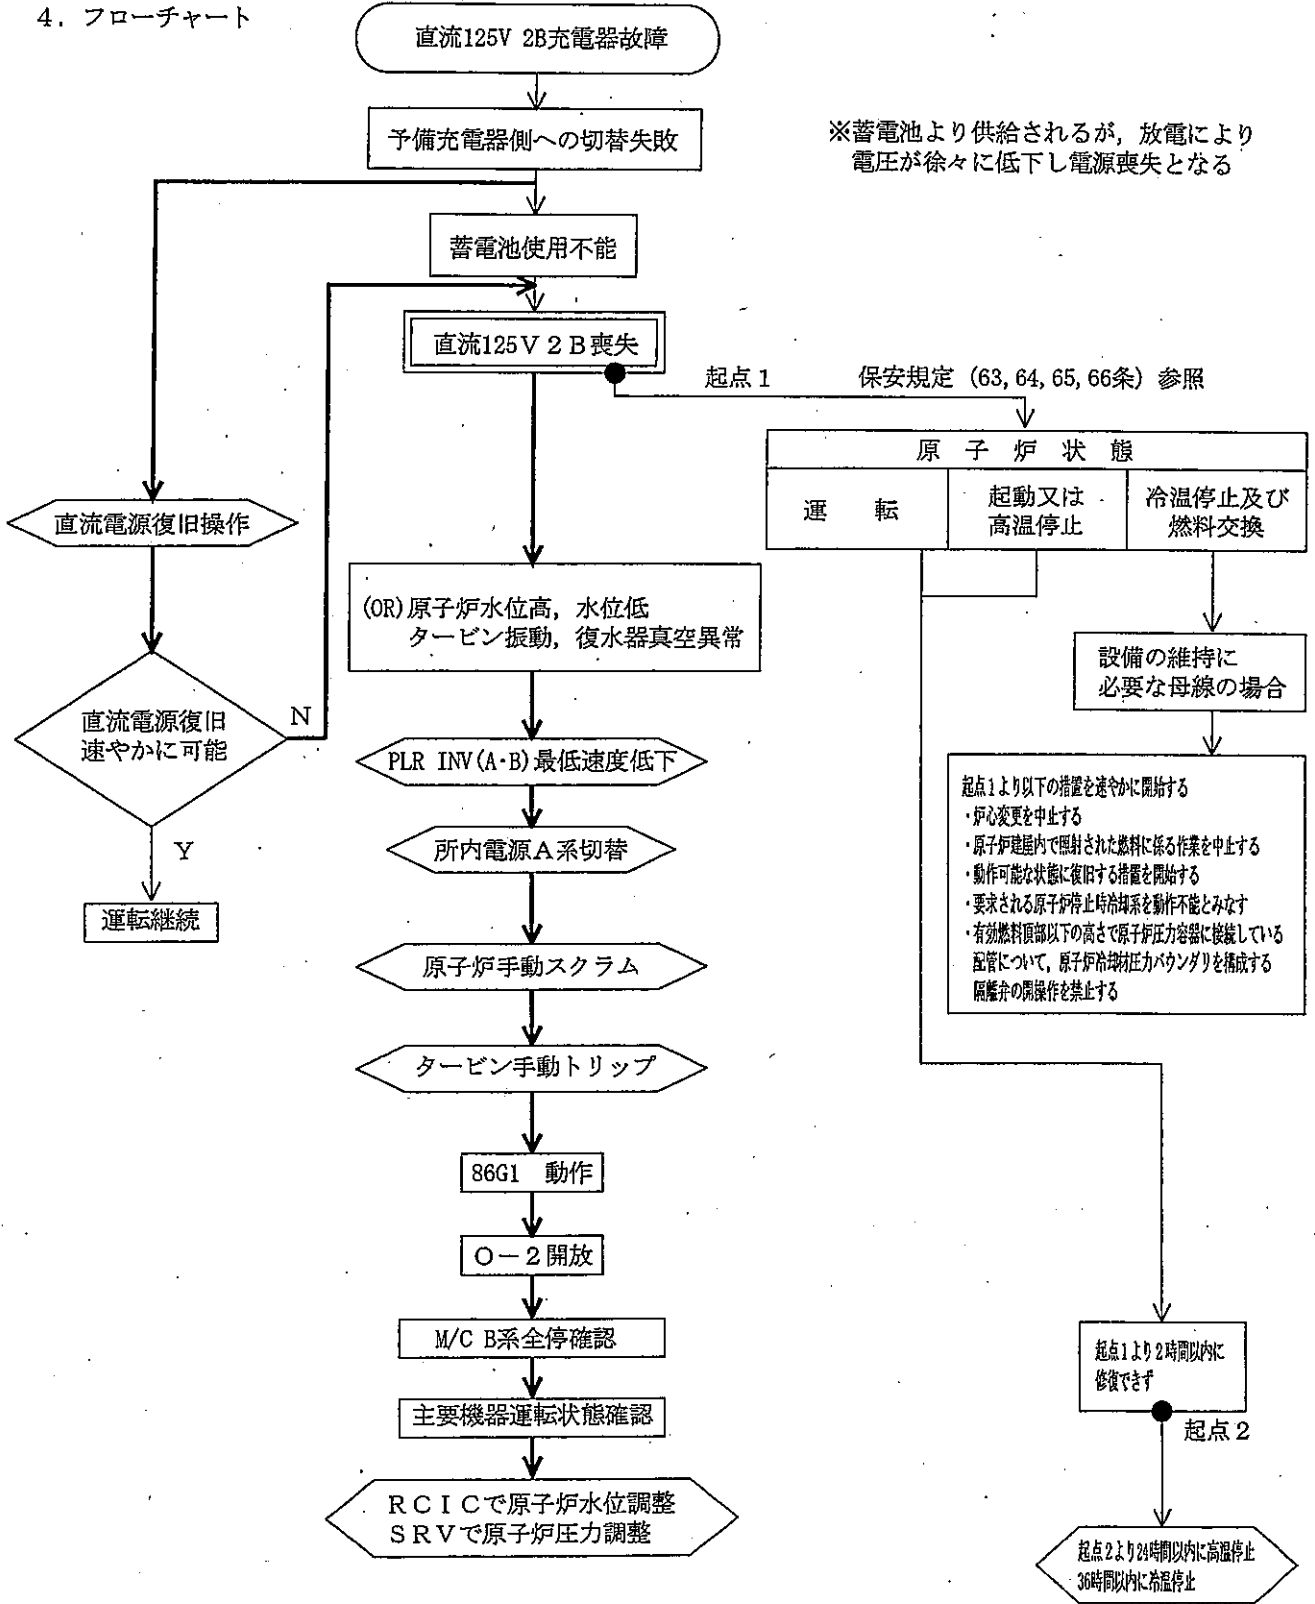 4．フローチャート
直流125V 2B充電器故障
予備充電器側への切替失敗
※蓄電池より供給されるが，放電により
電圧が徐々に低下し電源喪失となる
蓄電池使用不能
直流125V２Ｂ喪失
起点１
保安規定（63,64,65,66条）参照
原子炉状態
運転
起動又は
高温停止
冷温停止及び
燃料交換
直流電源復旧操作
(OR)原子炉水位高，水位低
タービン振動，復水器真空異常
設備の維持に
必要な母線の場合
直流電源復旧
速やかに可能
N
Y
運転継続
PLR INV(A・B)最低速度低下
所内電源Ａ系切替
原子炉手動スクラム
タービン手動トリップ
起点1より以下の措置を速やかに開始する
・炉心変更を中止する
・原子炉建屋内で照射された燃料に係る作業を中止する
・動作可能な状態に復旧する措置を開始する
・要求される原子炉停止時冷却系を動作不能とみなす
・有効燃料頂部以下の高さで原子炉圧力容器に接続している
配管について，原子炉冷却材圧力バウンダリを構成する
隔離弁の開操作を禁止する
86G1　動作
Ｏ－２開放
M/C B系全停確認
主要機器運転状態確認
ＲＣＩＣで原子炉水位調整
ＳＲＶで原子炉圧力調整
起点1より2時間以内に
修復できず
起点２
起点2より24時間以内に高温停止
36時間以内に冷温停止